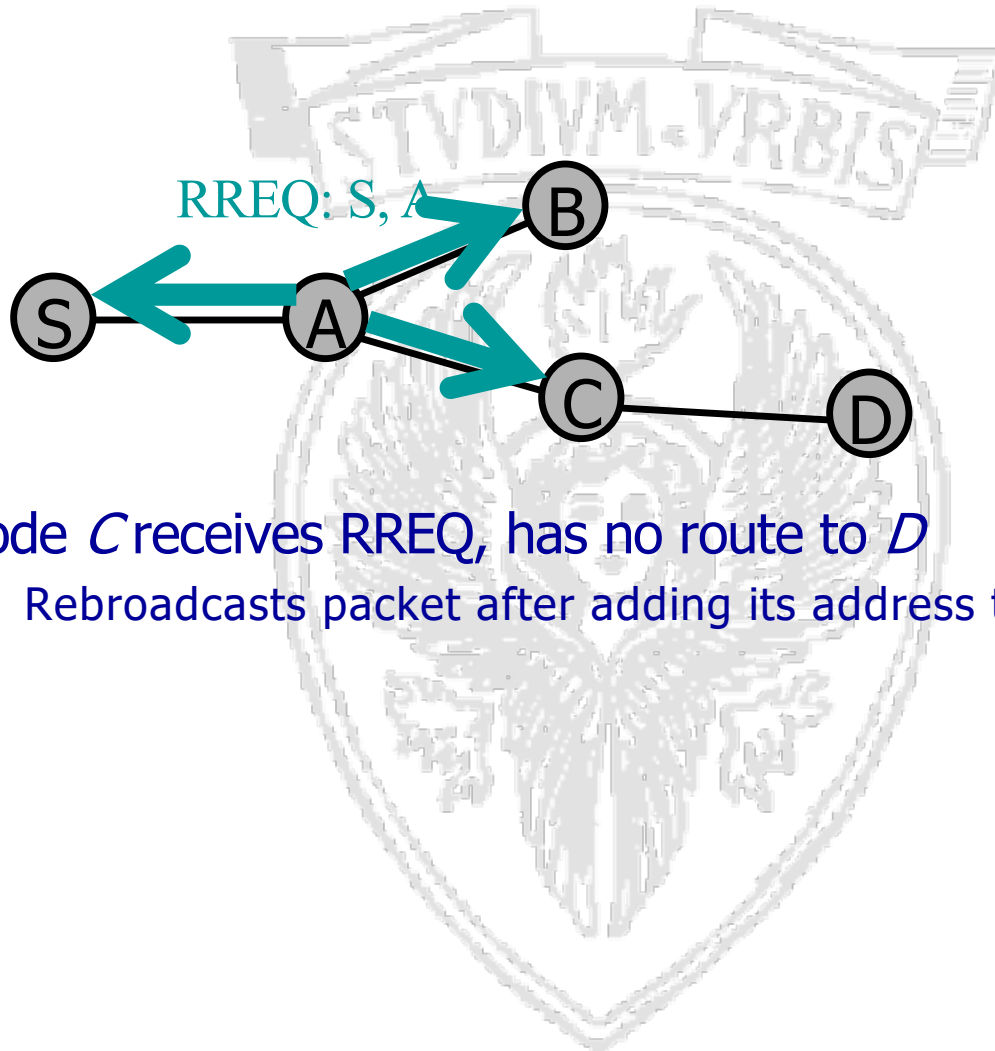 STVDIVM·VRBIS
RREQ: S, A
B
S
A
C
D
ode C receives RREQ, has no route to D
Rebroadcasts packet after adding its address